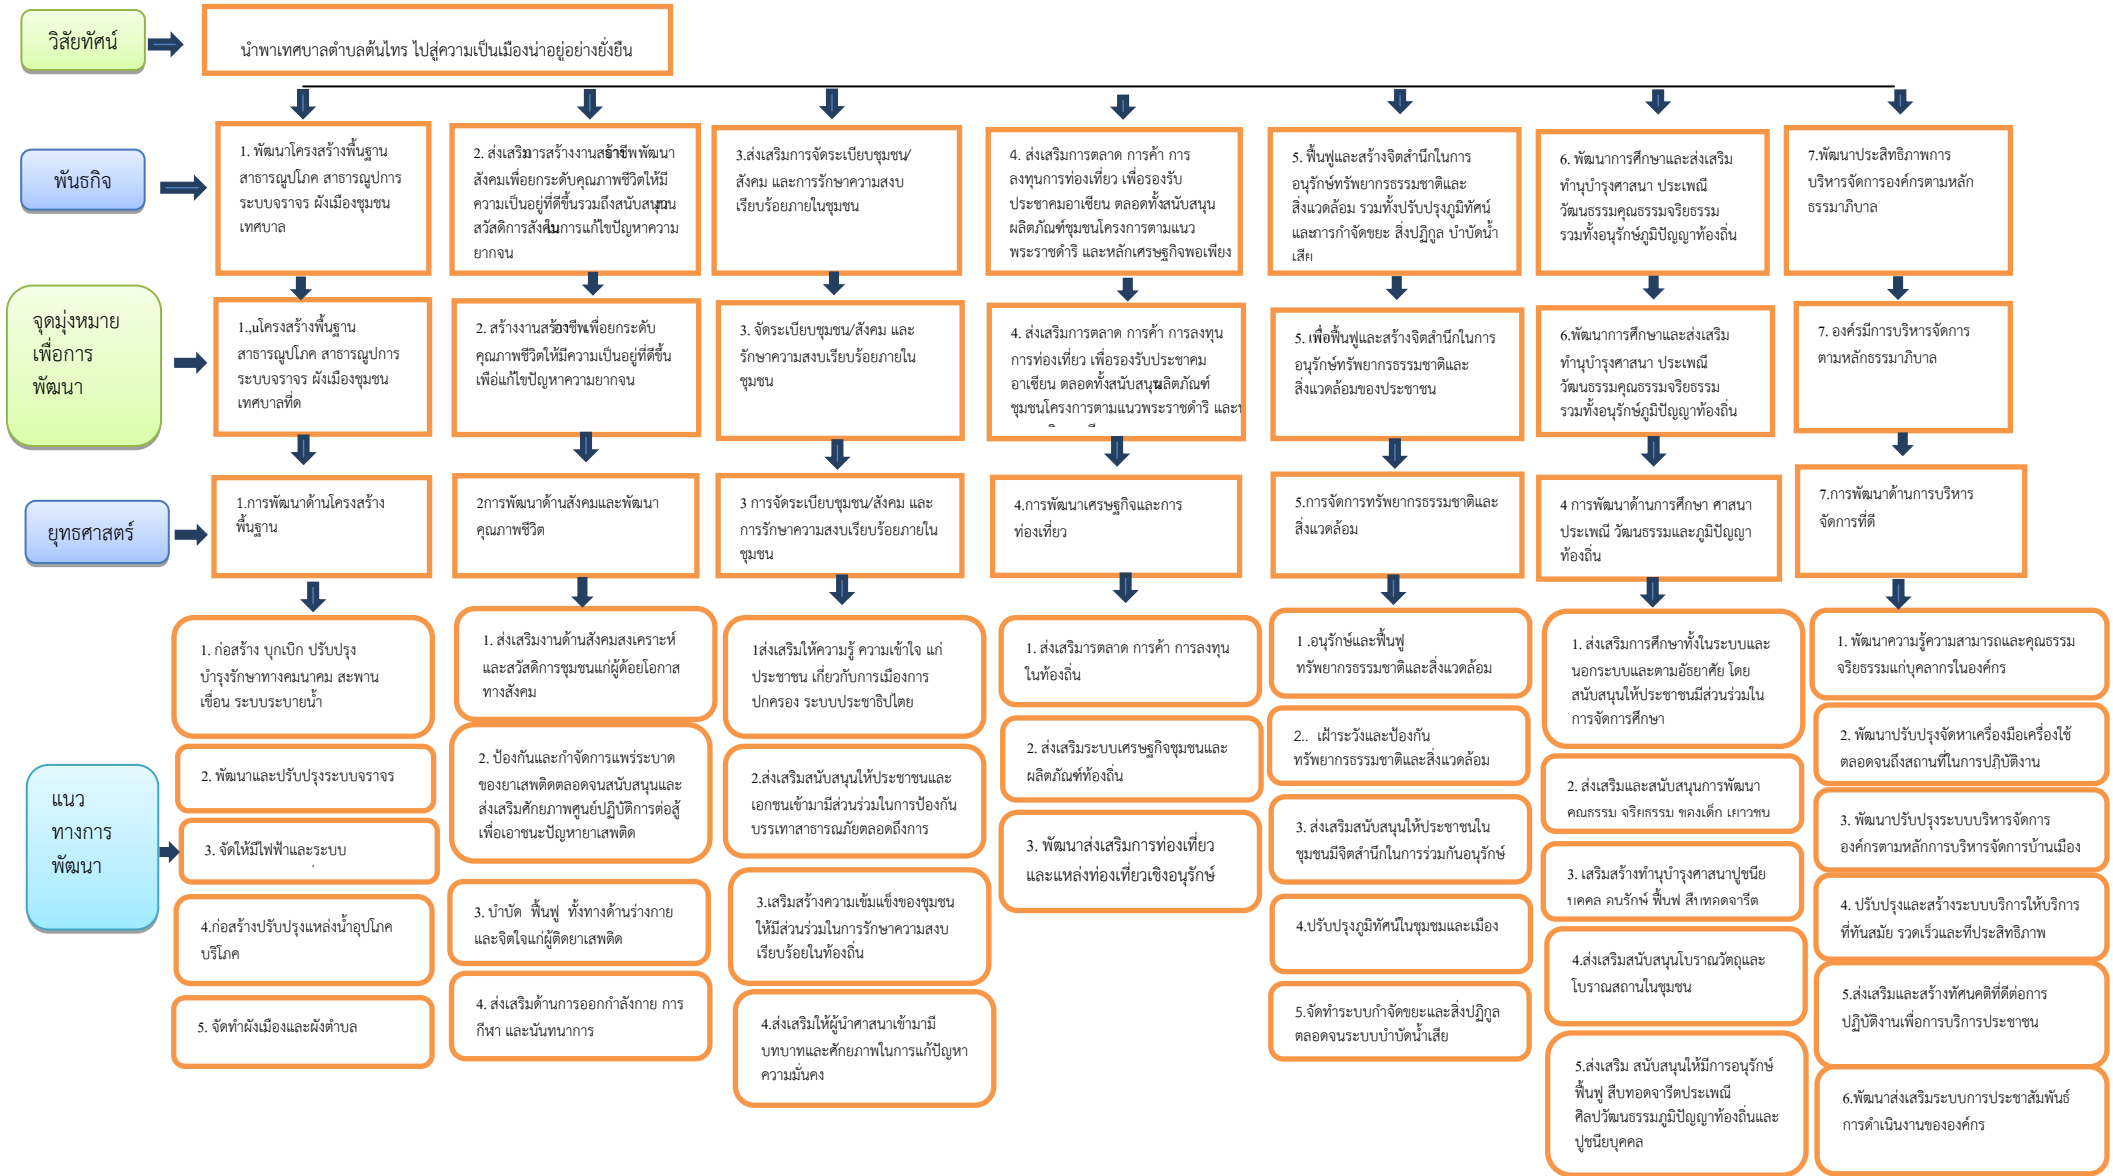 วิสัยทัศน์
นำพาเทศบาลตำบลต้นไทร ไปสู่ความเป็นเมืองน่าอยู่อย่างยั่งยืน
พันธกิจ
1. พัฒนาโครงสร้างพื้นฐาน
สาธารณูปโภค สาธารณูปการ
ระบบจราจร ผังเมืองชุมชน
เทศบาล
2. ส่งเสริมการสร้างงานสร้างอาชีพพัฒนา
สังคมเพื่อยกระดับคุณภาพชีวิตให้มี
ความเป็นอยู่ที่ดีขึ้นรวมถึงสนับสนุนงาน
สวัสดิการสังคมในการแก้ไขปัญหาความ
ยากจน
3.ส่งเสริมการจัดระเบียบชุมชน/
สังคม และการรักษาความสงบ
เรียบร้อยภายในชุมชน
4. ส่งเสริมการตลาด การค้า การ
ลงทุนการท่องเที่ยว เพื่อรองรับ
ประชาคมอาเซียน ตลอดทั้งสนับสนุน
ผลิตภัณฑ์ชุมชนโครงการตามแนว
พระราชดำริ และหลักเศรษฐกิจพอเพียง
5. ฟื้นฟูและสร้างจิตสำนึกในการ
อนุรักษ์ทรัพยากรธรรมชาติและ
สิ่งแวดล้อม รวมทั้งปรับปรุงภูมิทัศน์
และการกำจัดขยะ สิ่งปฏิกูล บำบัดน้ำ
เสีย
6. พัฒนาการศึกษาและส่งเสริม
ทำนุบำรุงศาสนา ประเพณี
วัฒนธรรมคุณธรรมจริยธรรม
รวมทั้งอนุรักษ์ภูมิปัญญาท้องถิ่น
7.พัฒนาประสิทธิภาพการ
บริหารจัดการองค์กรตามหลัก
ธรรมาภิบาล
จุดมุ่งหมาย
เพื่อการ
พัฒนา
1.,นโครงสร้างพื้นฐาน
สาธารณูปโภค สาธารณูปการ
ระบบจราจร ผังเมืองชุมชน
เทศบาลที่ด
2. สร้างงานสร้างอาชีพเพื่อยกระดับ
คุณภาพชีวิตให้มีความเป็นอยู่ที่ดีขึ้น
เพื่อแก้ไขปัญหาความยากจน
3. จัดระเบียบชุมชน/สังคม และ
รักษาความสงบเรียบร้อยภายใน
ชุมชน
4. ส่งเสริมการตลาด การค้า การลงทุน
การท่องเที่ยว เพื่อรองรับประชาคม
อาเซียน ตลอดทั้งสนับสนุนผลิตภัณฑ์
ชุมชนโครงการตามแนวพระราชดำริ และ
5. เพื่อฟื้นฟูและสร้างจิตสำนึกในการ
อนุรักษ์ทรัพยากรธรรมชาติและ
สิ่งแวดล้อมของประชาชน
6.พัฒนาการศึกษาและส่งเสริม
ทำนุบำรุงศาสนา ประเพณี
วัฒนธรรมคุณธรรมจริยธรรม
รวมทั้งอนุรักษ์ภูมิปัญญาท้องถิ่น
7. องค์รมีการบริหารจัดการ
ตามหลักธรรมาภิบาล
ยุทธศาสตร์
1.การพัฒนาด้านโครงสร้าง
พื้นฐาน
2การพัฒนาด้านสังคมและพัฒนา
คุณภาพชีวิต
3 การจัดระเบียบชุมชน/สังคม และ
การรักษาความสงบเรียบร้อยภายใน
ชุมชน
4.การพัฒนาเศรษฐกิจและการ
ท่องเที่ยว
5.การจัดการทรัพยากรธรรมชาติและ
สิ่งแวดล้อม
4 การพัฒนาด้านการศึกษา ศาสนา
ประเพณี วัฒนธรรมและภูมิปัญญา
ท้องถิ่น
7.การพัฒนาด้านการบริหาร
จัดการที่ดี
แนว
ทางการ
พัฒนา
1. ก่อสร้าง บุกเบิก ปรับปรุง
บำรุงรักษาทางคมนาคม สะพาน
เขื่อน ระบบระบายน้ำ
2. พัฒนาและปรับปรุงระบบจราจร
3. จัดให้มีไฟฟ้าและระบบ
4.ก่อสร้างปรับปรุงแหล่งน้ำอุปโภค
บริโภค
5. จัดทำผังเมืองและผังตำบล
1. ส่งเสริมงานด้านสังคมสงเคราะห์
และสวัสดิการชุมชนแก่ผู้ด้อยโอกาส
ทางสังคม
2. ป้องกันและกำจัดการแพร่ระบาด
ของยาเสพติดตลอดจนสนับสนุนและ
ส่งเสริมศักยภาพศูนย์ปฏิบัติการต่อสู้
เพื่อเอาชนะปัญหายาเสพติด
3. บำบัด ฟื้นฟู ทั้งทางด้านร่างกาย
และจิตใจแก่ผู้ติดยาเสพติด
4. ส่งเสริมด้านการออกกำลังกาย การ
กีฬา และนันทนาการ
1ส่งเสริมให้ความรู้ ความเข้าใจ แก่
ประชาชน เกี่ยวกับการเมืองการ
ปกครอง ระบบประชาธิปไตย
2.ส่งเสริมสนับสนุนให้ประชาชนและ
เอกชนเข้ามามีส่วนร่วมในการป้องกัน
บรรเทาสาธารณภัยตลอดถึงการ
3.เสริมสร้างความเข้มแข็งของชุมชน
ให้มีส่วนร่วมในการรักษาความสงบ
เรียบร้อยในท้องถิ่น
4.ส่งเสริมให้ผู้นำศาสนาเข้ามามี
บทบาทและศักยภาพในการแก้ปัญหา
ความมั่นคง
1. ส่งเสริมารตลาด การค้า การลงทุน
ในท้องถิ่น
2. ส่งเสริมระบบเศรษฐกิจชุมชนและ
ผลิตภัณฑ์ท้องถิ่น
3. พัฒนาส่งเสริมการท่องเที่ยว
และแหล่งท่องเที่ยวเชิงอนุรักษ์
1 .อนุรักษ์และฟื้นฟู
ทรัพยากรธรรมชาติและสิ่งแวดล้อม
2.. เฝ้าระวังและป้องกัน
ทรัพยากรธรรมชาติและสิ่งแวดล้อม
3. ส่งเสริมสนับสนุนให้ประชาชนใน
ชุมชนมีจิตสำนึกในการร่วมกันอนุรักษ์
4.ปรับปรุงภูมิทัศน์ในชุมชมและเมือง
5.จัดทำระบบกำจัดขยะและสิ่งปฏิกูล
ตลอดจนระบบบำบัดน้ำเสีย
1. ส่งเสริมการศึกษาทั้งในระบบและ
นอกระบบและตามอัธยาศัย โดย
สนับสนุนให้ประชาชนมีส่วนร่วมใน
การจัดการศึกษา
2. ส่งเสริมและสนับสนุนการพัฒนา
คุณธรรม จริยธรรม ของเด็ก เยาวชน
3. เสริมสร้างทำนุบำรุงศาสนาปูชนีย
บุคคล อนุรักษ์ ฟื้นฟู สืบทอดจารีต
4.ส่งเสริมสนับสนุนโบราณวัตถุและ
โบราณสถานในชุมชน
5.ส่งเสริม สนับสนุนให้มีการอนุรักษ์
ฟื้นฟู สืบทอดจารีตประเพณี
ศิลปวัฒนธรรมภูมิปัญญาท้องถิ่นและ
ปูชนียบุคคล
1. พัฒนาความรู้ความสามารถและคุณธรรม
จริยธรรมแก่บุคลากรในองค์กร
2. พัฒนาปรับปรุงจัดหาเครื่องมือเครื่องใช้
ตลอดจนถึงสถานที่ในการปฏิบัติงาน
3. พัฒนาปรับปรุงระบบบริหารจัดการ
องค์กรตามหลักการบริหารจัดการบ้านเมือง
4. ปรับปรุงและสร้างระบบบริการให้บริการ
ที่ทันสมัย รวดเร็วและทีประสิทธิภาพ
5.ส่งเสริมและสร้างทัศนคติที่ดีต่อการ
ปฏิบัติงานเพื่อการบริการประชาชน
6.พัฒนาส่งเสริมระบบการประชาสัมพันธ์
การดำเนินงานขององค์กร